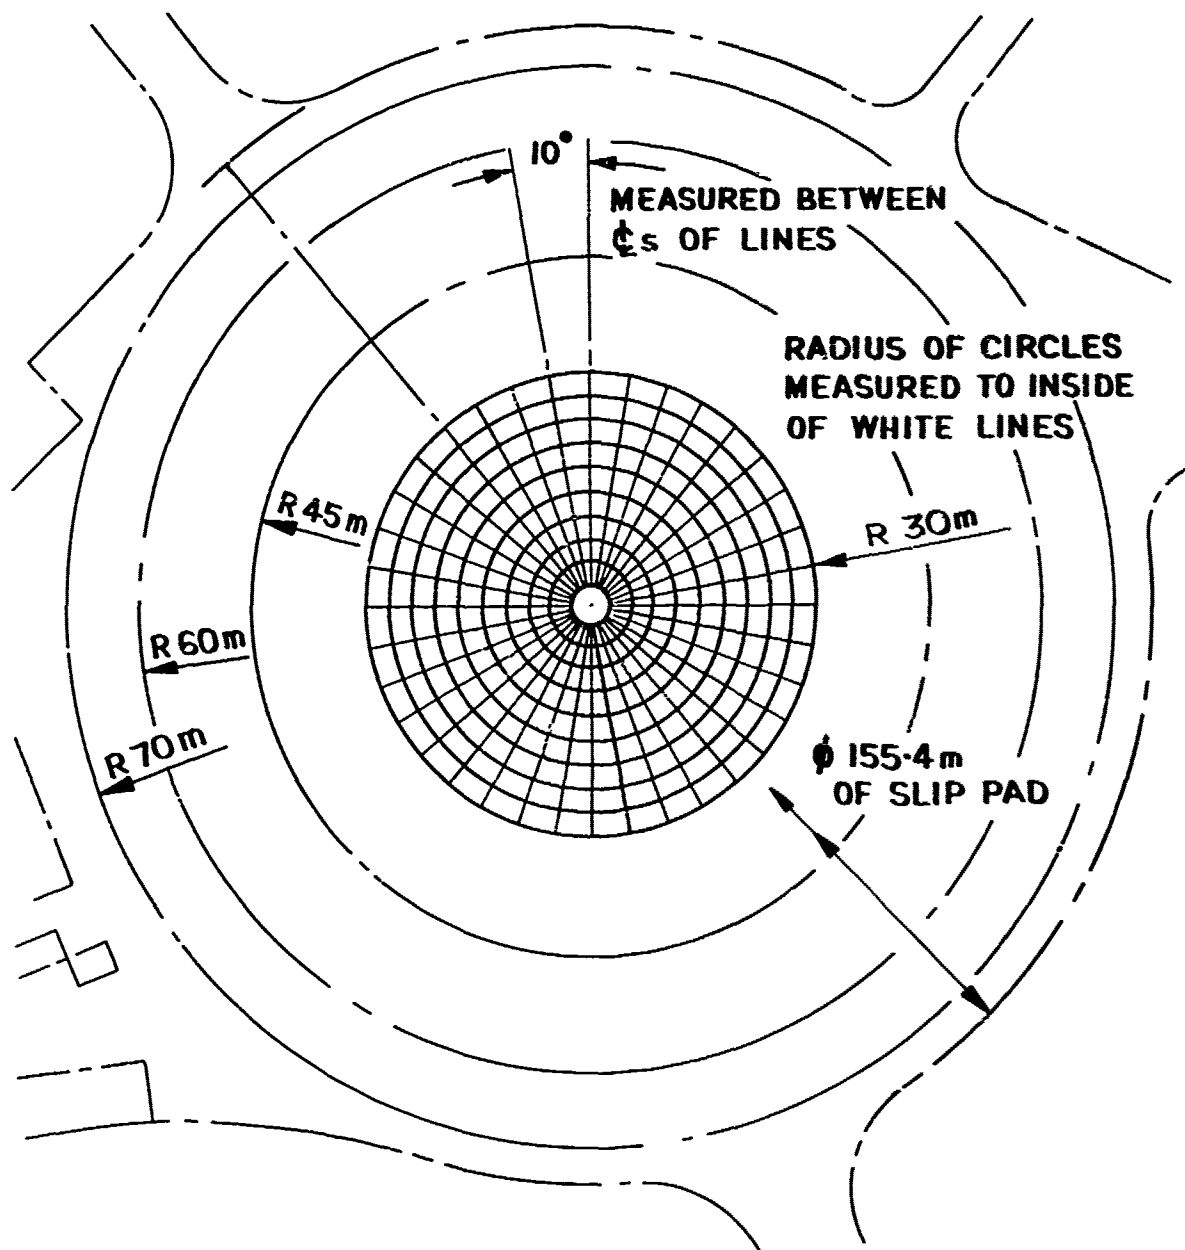 10°
MEASURED BETWEEN
℄s OF LINES
RADIUS OF CIRCLES
MEASURED TO INSIDE
OF WHITE LINES
R 45m
R 30m
R 60m
R 70m
ϕ 155·4m
OF SLIP PAD